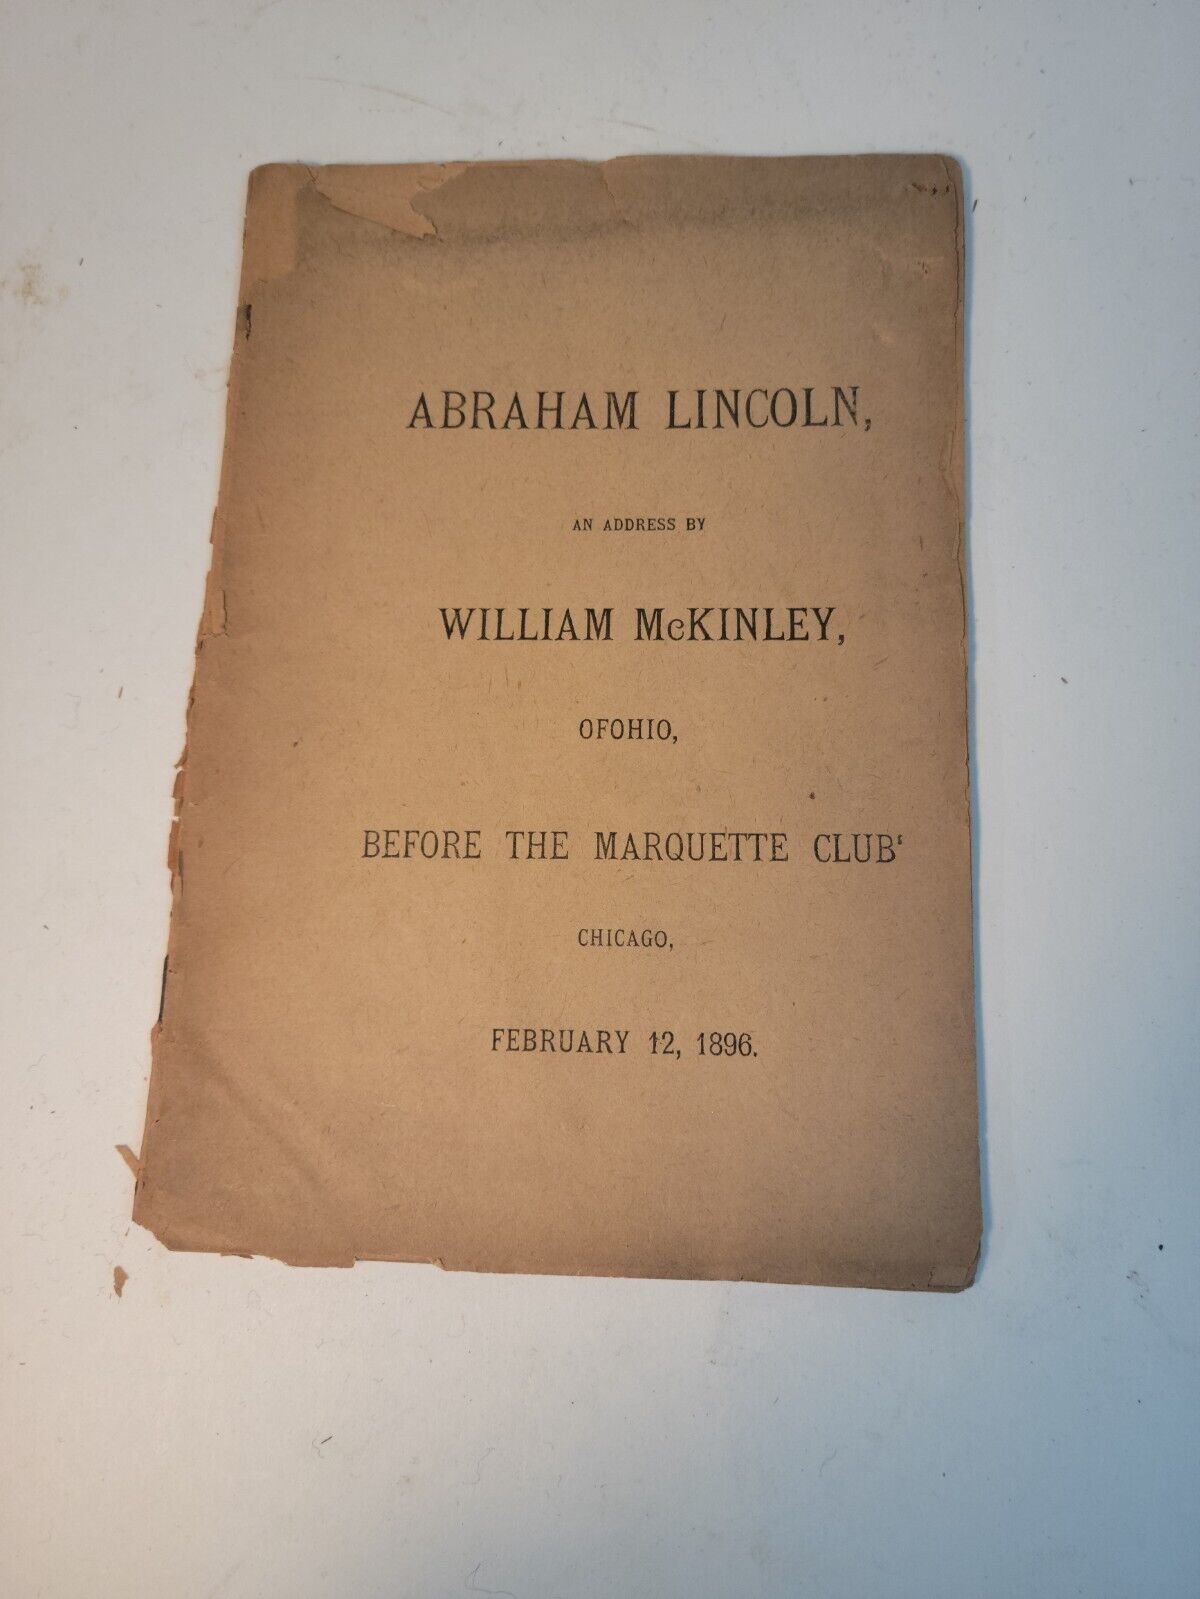 ABRAHAM LINCOLN,
AN ADDRESS BY
WILLIAM McKINLEY,
OFOHIO,
BEFORE THE MARQUETTE CLUB‘
CHICAGO,
FEBRUARY 12, 1896.